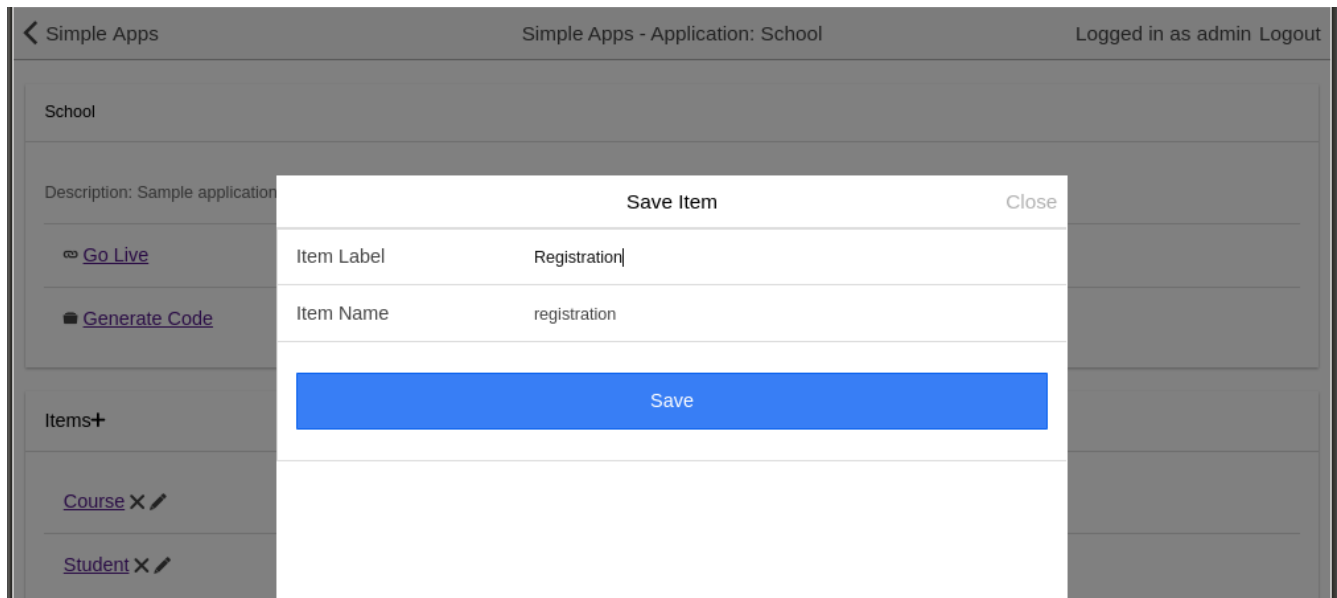 Simple Apps
Simple Apps - Application: School
Logged in as admin Logout
School
Description: Sample application
Go Live
Generate Code
Items+
Course
Student
Save Item
Close
Item Label
Registration
Item Name
registration
Save